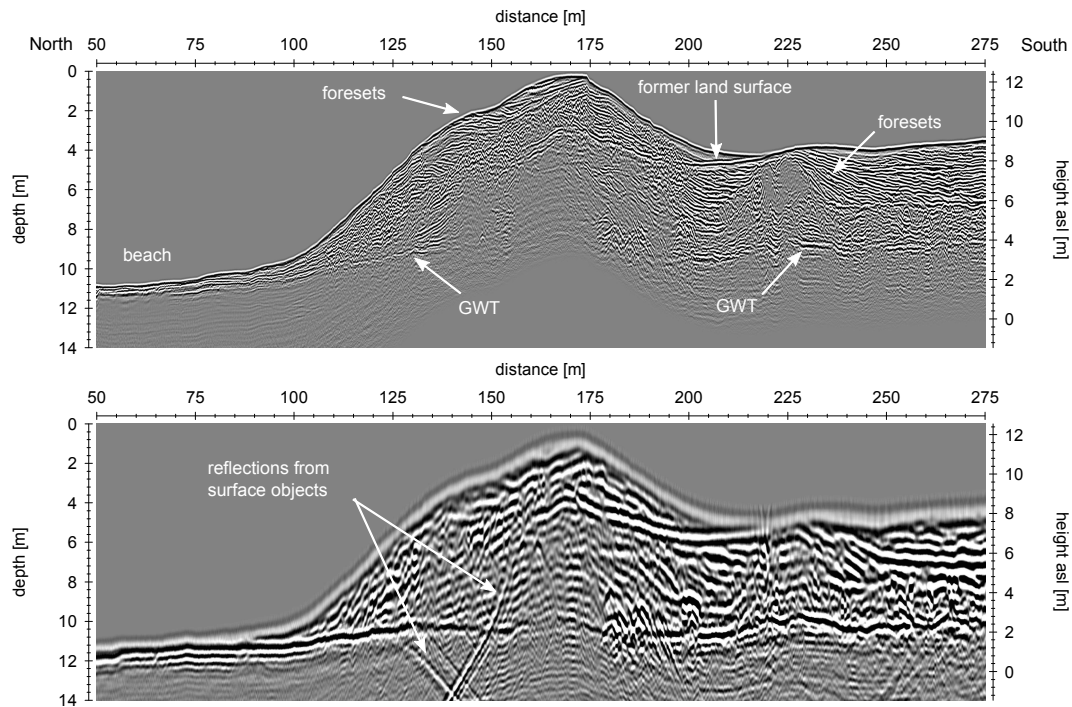 distance [m]
North 50 75 100 125 150 175 200 225 250 275 South
0
2
4
6
8
10
12
14
depth [m]
12
10
8
6
4
2
0
height asl [m]
foresets
former land surface
foresets
beach
GWT
GWT
distance [m]
50 75 100 125 150 175 200 225 250 275
0
2
4
6
8
10
12
14
depth [m]
12
10
8
6
4
2
0
height asl [m]
reflections from
surface objects